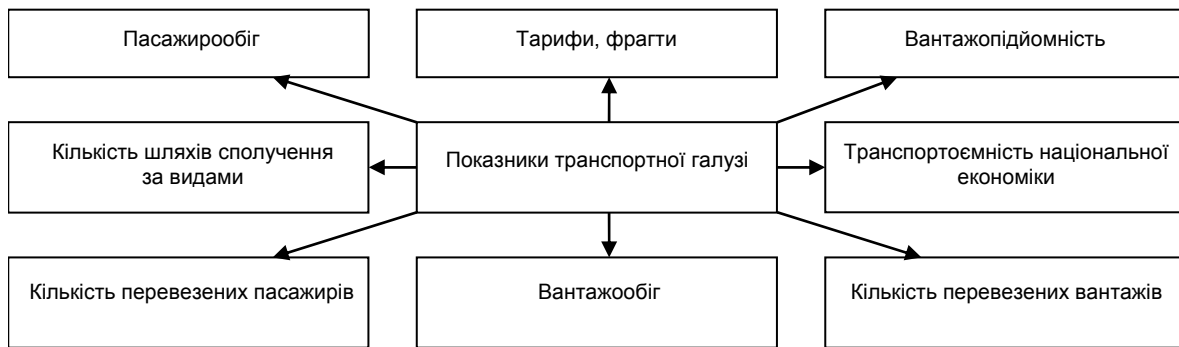 Пасажирообіг
Тарифи, фрагти
Вантажопідйомність
Кількість шляхів сполучення
за видами
Показники транспортної галузі
Транспортоємність національної
економіки
Кількість перевезених пасажирів
Вантажообіг
Кількість перевезених вантажів